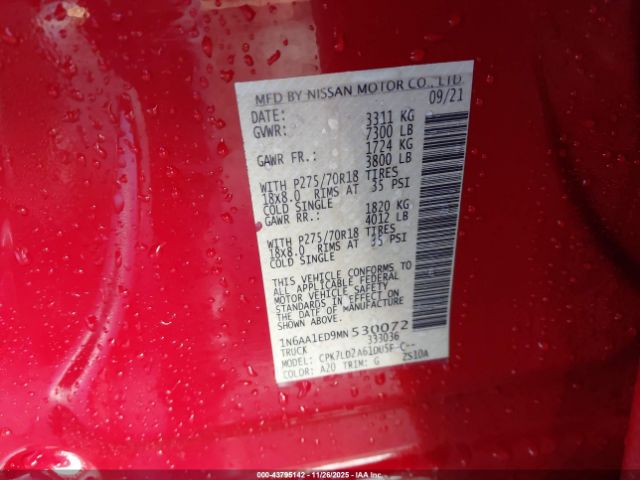 MFD BY NISSAN MOTOR CO., LTD.
DATE: 09/21
GVWR: 3311 KG
7300 LB
GAWR FR.: 1724 KG
3800 LB
WITH P275/70R18 TIRES
18x8.0 RIMS AT 35 PSI
COLD SINGLE
GAWR RR.: 1820 KG
4012 LB
WITH P275/70R18 TIRES
18x8.0 RIMS AT 35 PSI
COLD SINGLE
THIS VEHICLE CONFORMS TO
ALL APPLICABLE FEDERAL
MOTOR VEHICLE SAFETY
STANDARDS IN EFFECT ON
THE DATE OF MANUFACTURE
SHOWN ABOVE.
1N6AA1ED9MN530072
TRUCK 333036
MODEL: CPK7LD2A61DU5F-C--
COLOR: A20 TRIM: G ZS10A
000-43795142 - 11/26/2025 - IAA Inc.